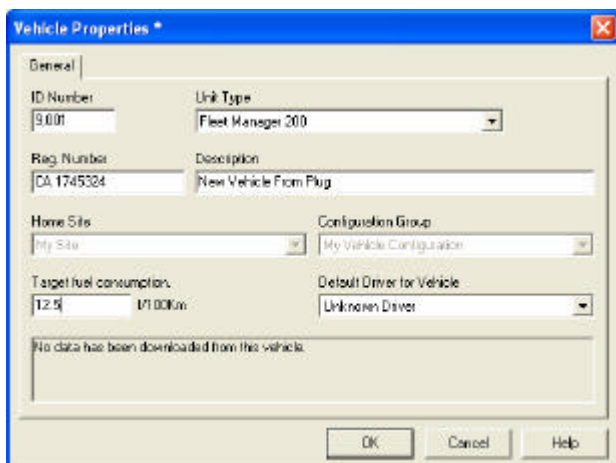 Vehicle Properties *
General
ID Number Unit Type
9,001 Fleet Manager 200
Reg. Number Description
CA 1745324 New Vehicle From Plug
Home Site Configuration Group
My Site My Vehicle Configuration
Target fuel consumption. Default Driver for Vehicle
12.5 l/100Km Unknown Driver
No data has been downloaded from this vehicle.
OK Cancel Help